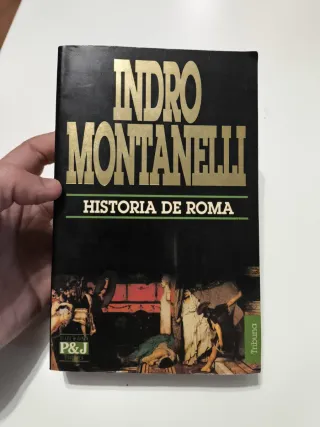 INDRO
MONTANELLI
HISTORIA DE ROMA
P&J
Tribuna